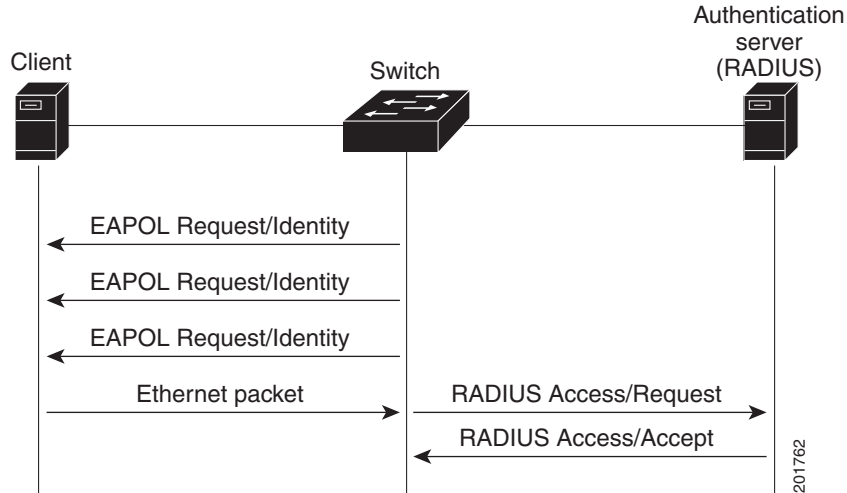 Authentication
server
(RADIUS)
Client
Switch
EAPOL Request/Identity
EAPOL Request/Identity
EAPOL Request/Identity
Ethernet packet
RADIUS Access/Request
RADIUS Access/Accept
201762